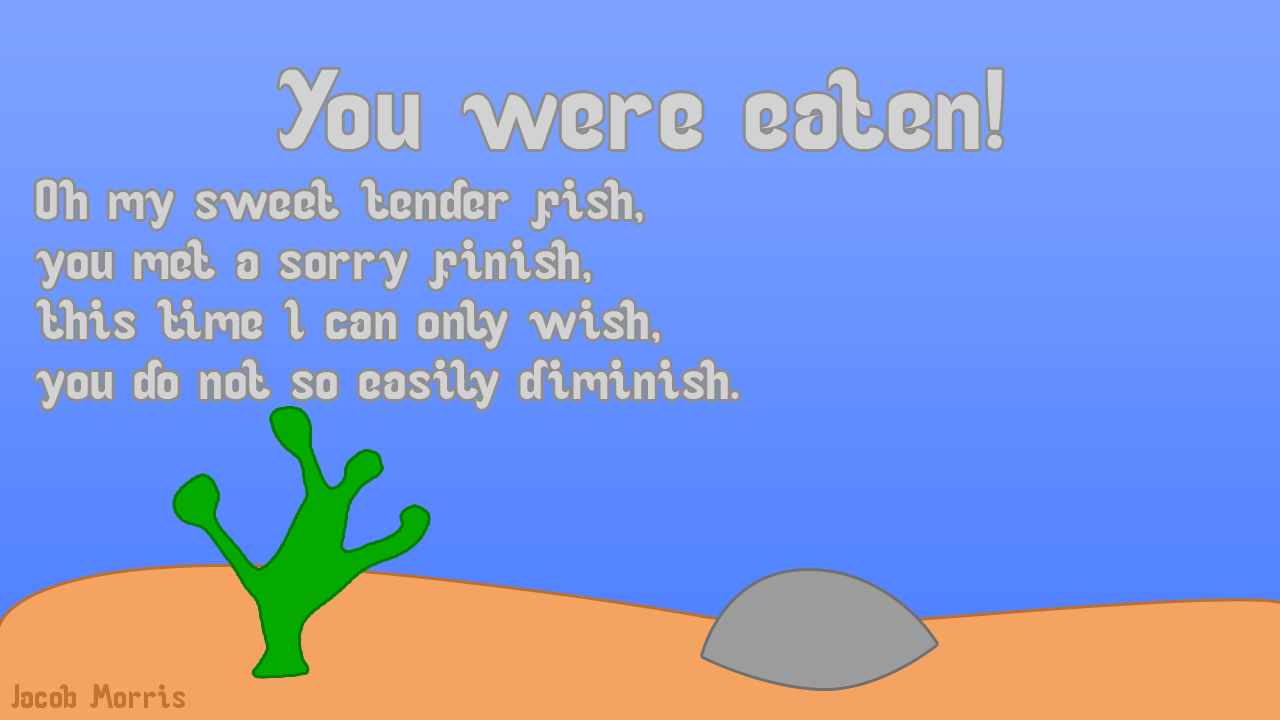 You were eaten!
Oh my sweet tender fish,
you met a sorry finish,
this time I can only wish,
you do not so easily diminish.
Jacob Morris